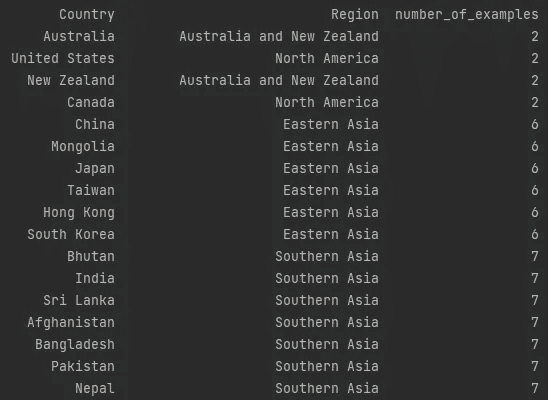 Country Region number_of_examples
Australia Australia and New Zealand 2
United States North America 2
New Zealand Australia and New Zealand 2
Canada North America 2
China Eastern Asia 6
Mongolia Eastern Asia 6
Japan Eastern Asia 6
Taiwan Eastern Asia 6
Hong Kong Eastern Asia 6
South Korea Eastern Asia 6
Bhutan Southern Asia 7
India Southern Asia 7
Sri Lanka Southern Asia 7
Afghanistan Southern Asia 7
Bangladesh Southern Asia 7
Pakistan Southern Asia 7
Nepal Southern Asia 7